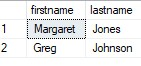 firstname lastname
1 Margaret Jones
2 Greg Johnson